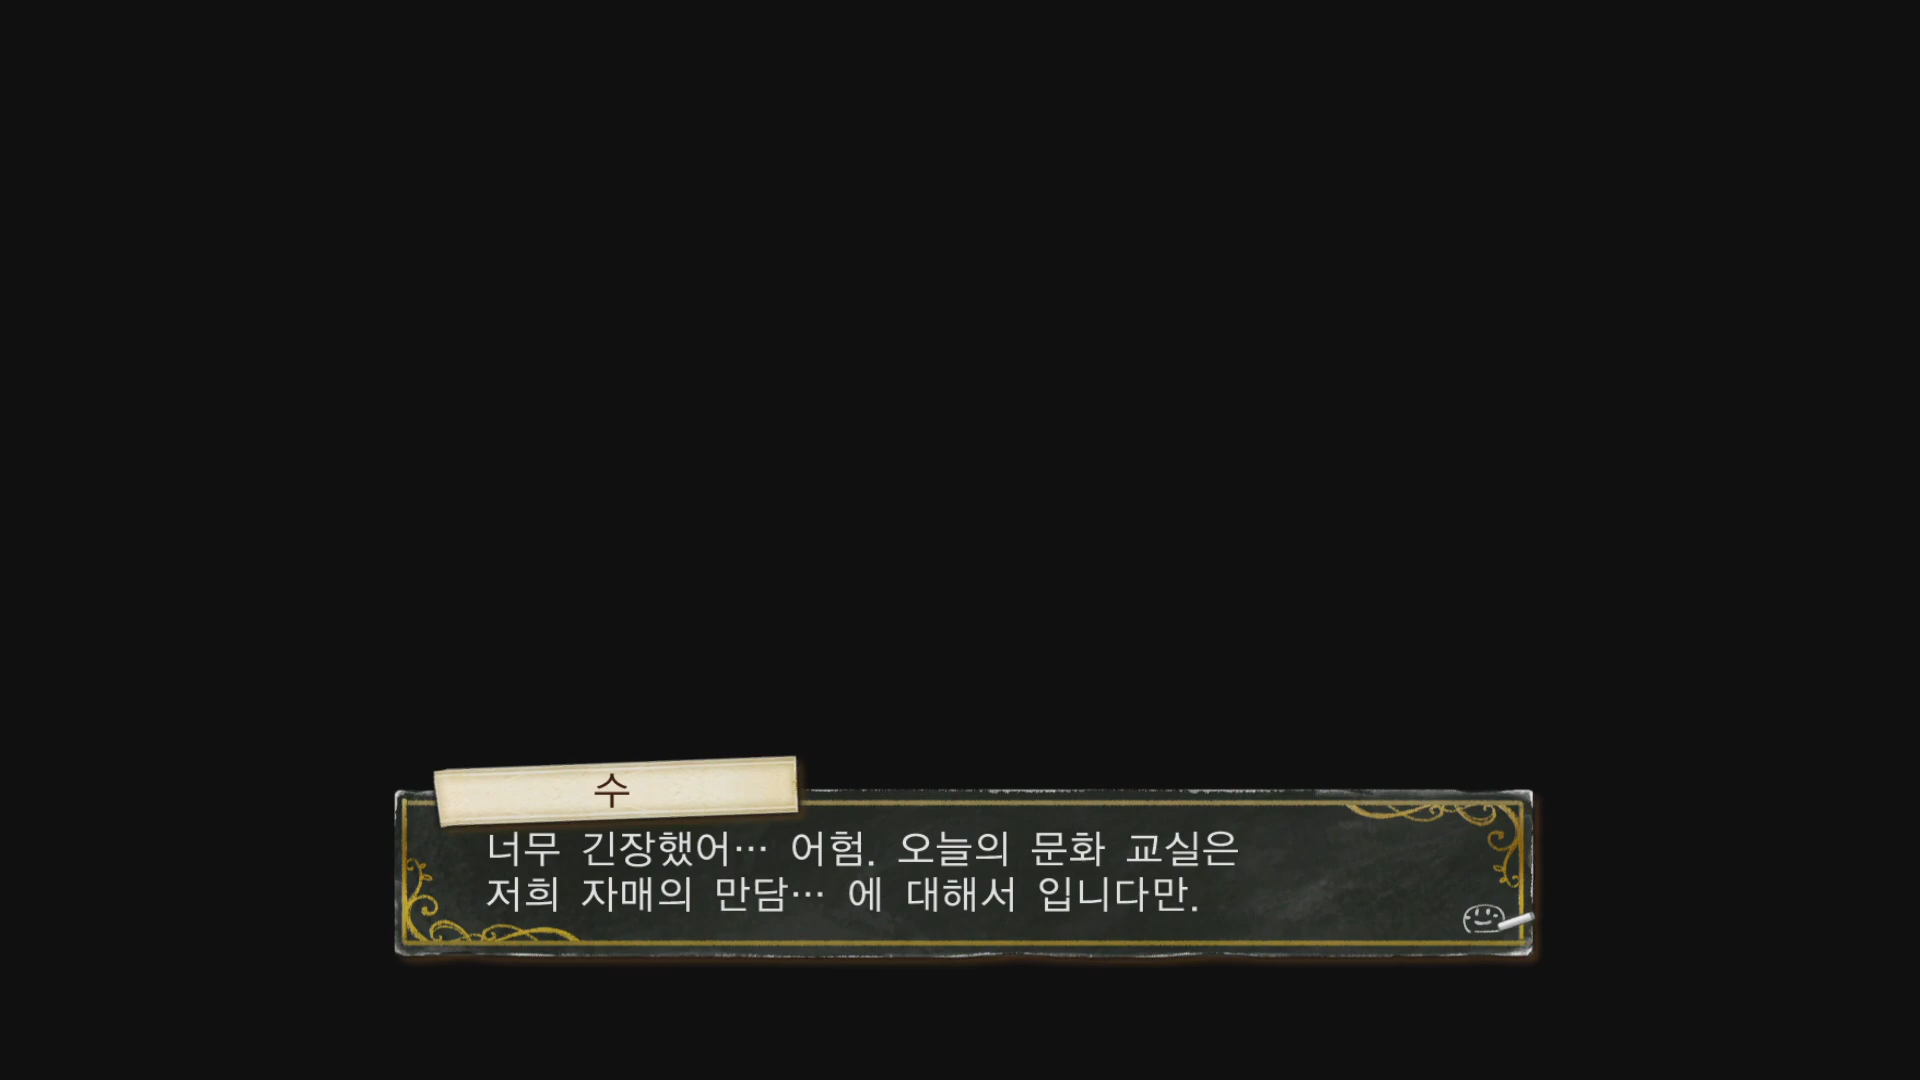 수
너무 긴장했어… 어험. 오늘의 문화 교실은
저희 자매의 만담… 에 대해서 입니다만.